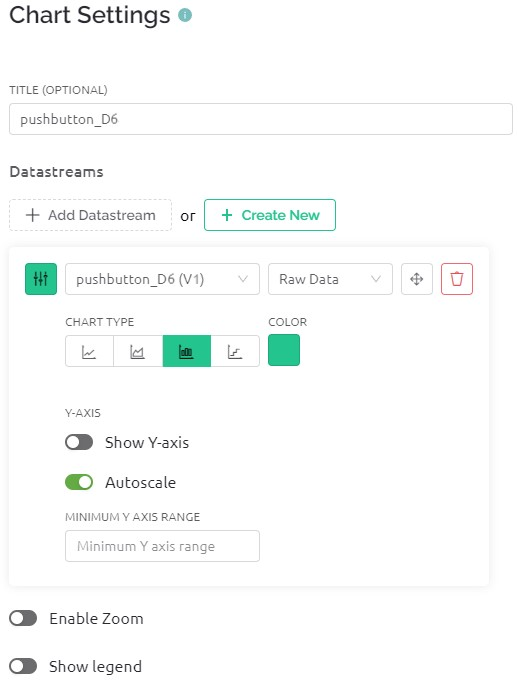 Chart Settings
TITLE (OPTIONAL)
pushbutton_D6
Datastreams
+ Add Datastream or + Create New
pushbutton_D6 (V1) Raw Data
CHART TYPE COLOR
Y-AXIS
Show Y-axis
Autoscale
MINIMUM Y AXIS RANGE
Minimum Y axis range
Enable Zoom
Show legend